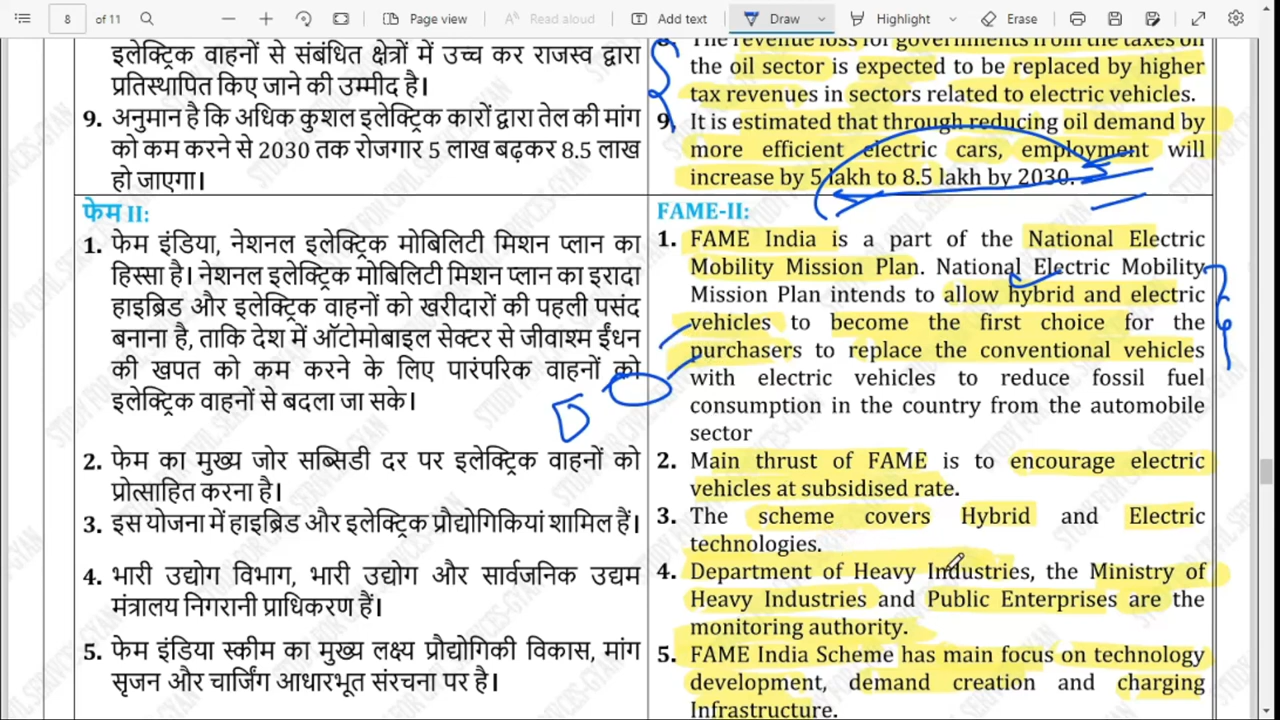 8 of 11 Page view Read aloud Add text Draw Highlight Erase
इलेक्ट्रिक वाहनों से संबंधित क्षेत्रों में उच्च कर राजस्व द्वारा
प्रतिस्थापित किए जाने की उम्मीद है।
9. अनुमान है कि अधिक कुशल इलेक्ट्रिक कारों द्वारा तेल की मांग
को कम करने से 2030 तक रोजगार 5 लाख बढ़कर 8.5 लाख
हो जाएगा।
8. The revenue loss for governments from the taxes on
the oil sector is expected to be replaced by higher
tax revenues in sectors related to electric vehicles.
9. It is estimated that through reducing oil demand by
more efficient electric cars, employment will
increase by 5 lakh to 8.5 lakh by 2030.
फेम II:
1. फेम इंडिया, नेशनल इलेक्ट्रिक मोबिलिटी मिशन प्लान का
हिस्सा है। नेशनल इलेक्ट्रिक मोबिलिटी मिशन प्लान का इरादा
हाइब्रिड और इलेक्ट्रिक वाहनों को खरीदारों की पहली पसंद
बनाना है, ताकि देश में ऑटोमोबाइल सेक्टर से जीवाश्म ईंधन
की खपत को कम करने के लिए पारंपरिक वाहनों को
इलेक्ट्रिक वाहनों से बदला जा सके।
2. फेम का मुख्य जोर सब्सिडी दर पर इलेक्ट्रिक वाहनों को
प्रोत्साहित करना है।
3. इस योजना में हाइब्रिड और इलेक्ट्रिक प्रौद्योगिकियां शामिल हैं।
4. भारी उद्योग विभाग, भारी उद्योग और सार्वजनिक उद्यम
मंत्रालय निगरानी प्राधिकरण हैं।
5. फेम इंडिया स्कीम का मुख्य लक्ष्य प्रौद्योगिकी विकास, मांग
सृजन और चार्जिंग आधारभूत संरचना पर है।
FAME-II:
1. FAME India is a part of the National Electric
Mobility Mission Plan. National Electric Mobility
Mission Plan intends to allow hybrid and electric
vehicles to become the first choice for the
purchasers to replace the conventional vehicles
with electric vehicles to reduce fossil fuel
consumption in the country from the automobile
sector
2. Main thrust of FAME is to encourage electric
vehicles at subsidised rate.
3. The scheme covers Hybrid and Electric
technologies.
4. Department of Heavy Industries, the Ministry of
Heavy Industries and Public Enterprises are the
monitoring authority.
5. FAME India Scheme has main focus on technology
development, demand creation and charging
Infrastructure.